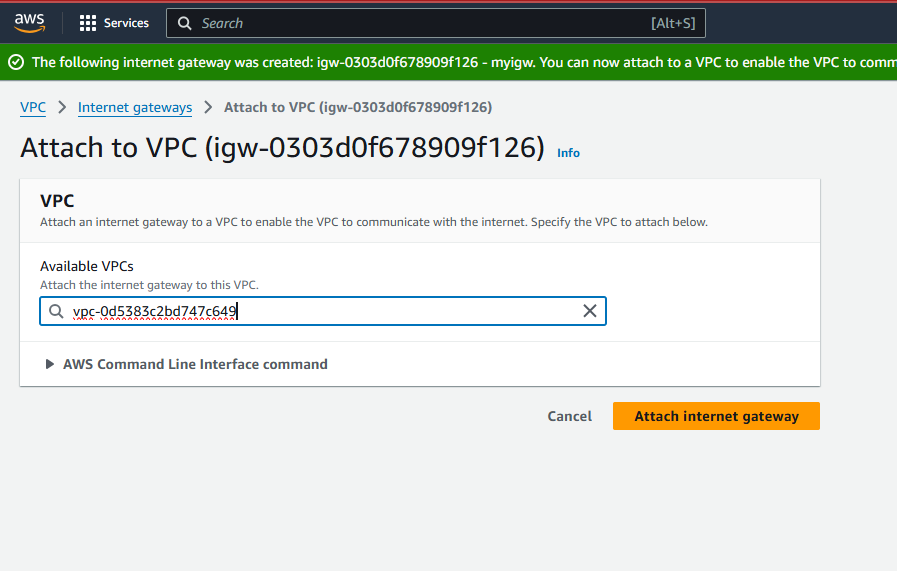 aws
Services
Search
[Alt+S]
The following internet gateway was created: igw-0303d0f678909f126 - myigw. You can now attach to a VPC to enable the VPC to comm
VPC > Internet gateways > Attach to VPC (igw-0303d0f678909f126)
Attach to VPC (igw-0303d0f678909f126) Info
VPC
Attach an internet gateway to a VPC to enable the VPC to communicate with the internet. Specify the VPC to attach below.
Available VPCs
Attach the internet gateway to this VPC.
vpc-0d5383c2bd747c649
AWS Command Line Interface command
Cancel
Attach internet gateway